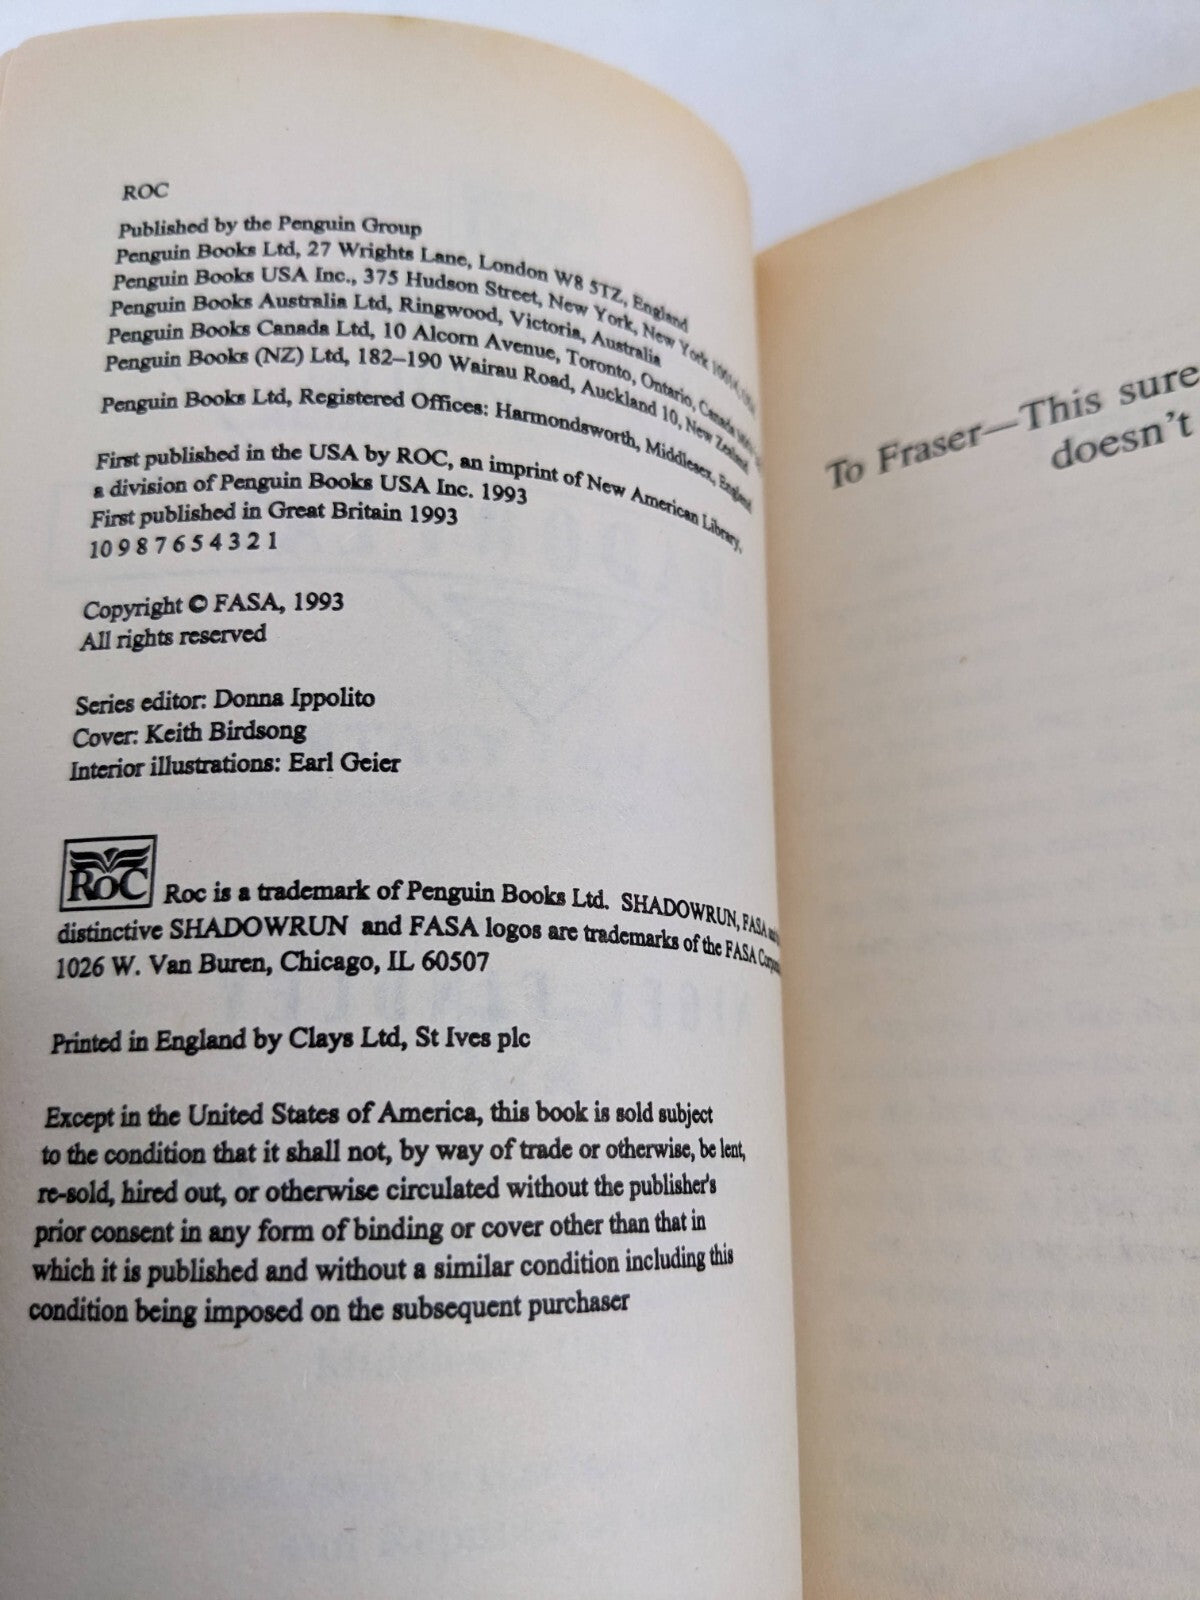 ROC
Published by the Penguin Group
Penguin Books Ltd, 27 Wrights Lane, London W8 5TZ, England
Penguin Books USA Inc., 375 Hudson Street, New York, New York 10014, USA
Penguin Books Australia Ltd, Ringwood, Victoria, Australia
Penguin Books Canada Ltd, 10 Alcorn Avenue, Toronto, Ontario, Canada
Penguin Books (NZ) Ltd, 182–190 Wairau Road, Auckland 10, New Zealand
Penguin Books Ltd, Registered Offices: Harmondsworth, Middlesex, England
First published in the USA by ROC, an imprint of New American Library,
a division of Penguin Books USA Inc. 1993
First published in Great Britain 1993
10 9 8 7 6 5 4 3 2 1
Copyright © FASA, 1993
All rights reserved
Series editor: Donna Ippolito
Cover: Keith Birdsong
Interior illustrations: Earl Geier
ROC
Roc is a trademark of Penguin Books Ltd. SHADOWRUN, FASA
distinctive SHADOWRUN and FASA logos are trademarks of the FASA
1026 W. Van Buren, Chicago, IL 60507
Printed in England by Clays Ltd, St Ives plc
Except in the United States of America, this book is sold subject
to the condition that it shall not, by way of trade or otherwise, be lent,
re-sold, hired out, or otherwise circulated without the publisher's
prior consent in any form of binding or cover other than that in
which it is published and without a similar condition including this
condition being imposed on the subsequent purchaser
To Fraser—This sure
doesn't